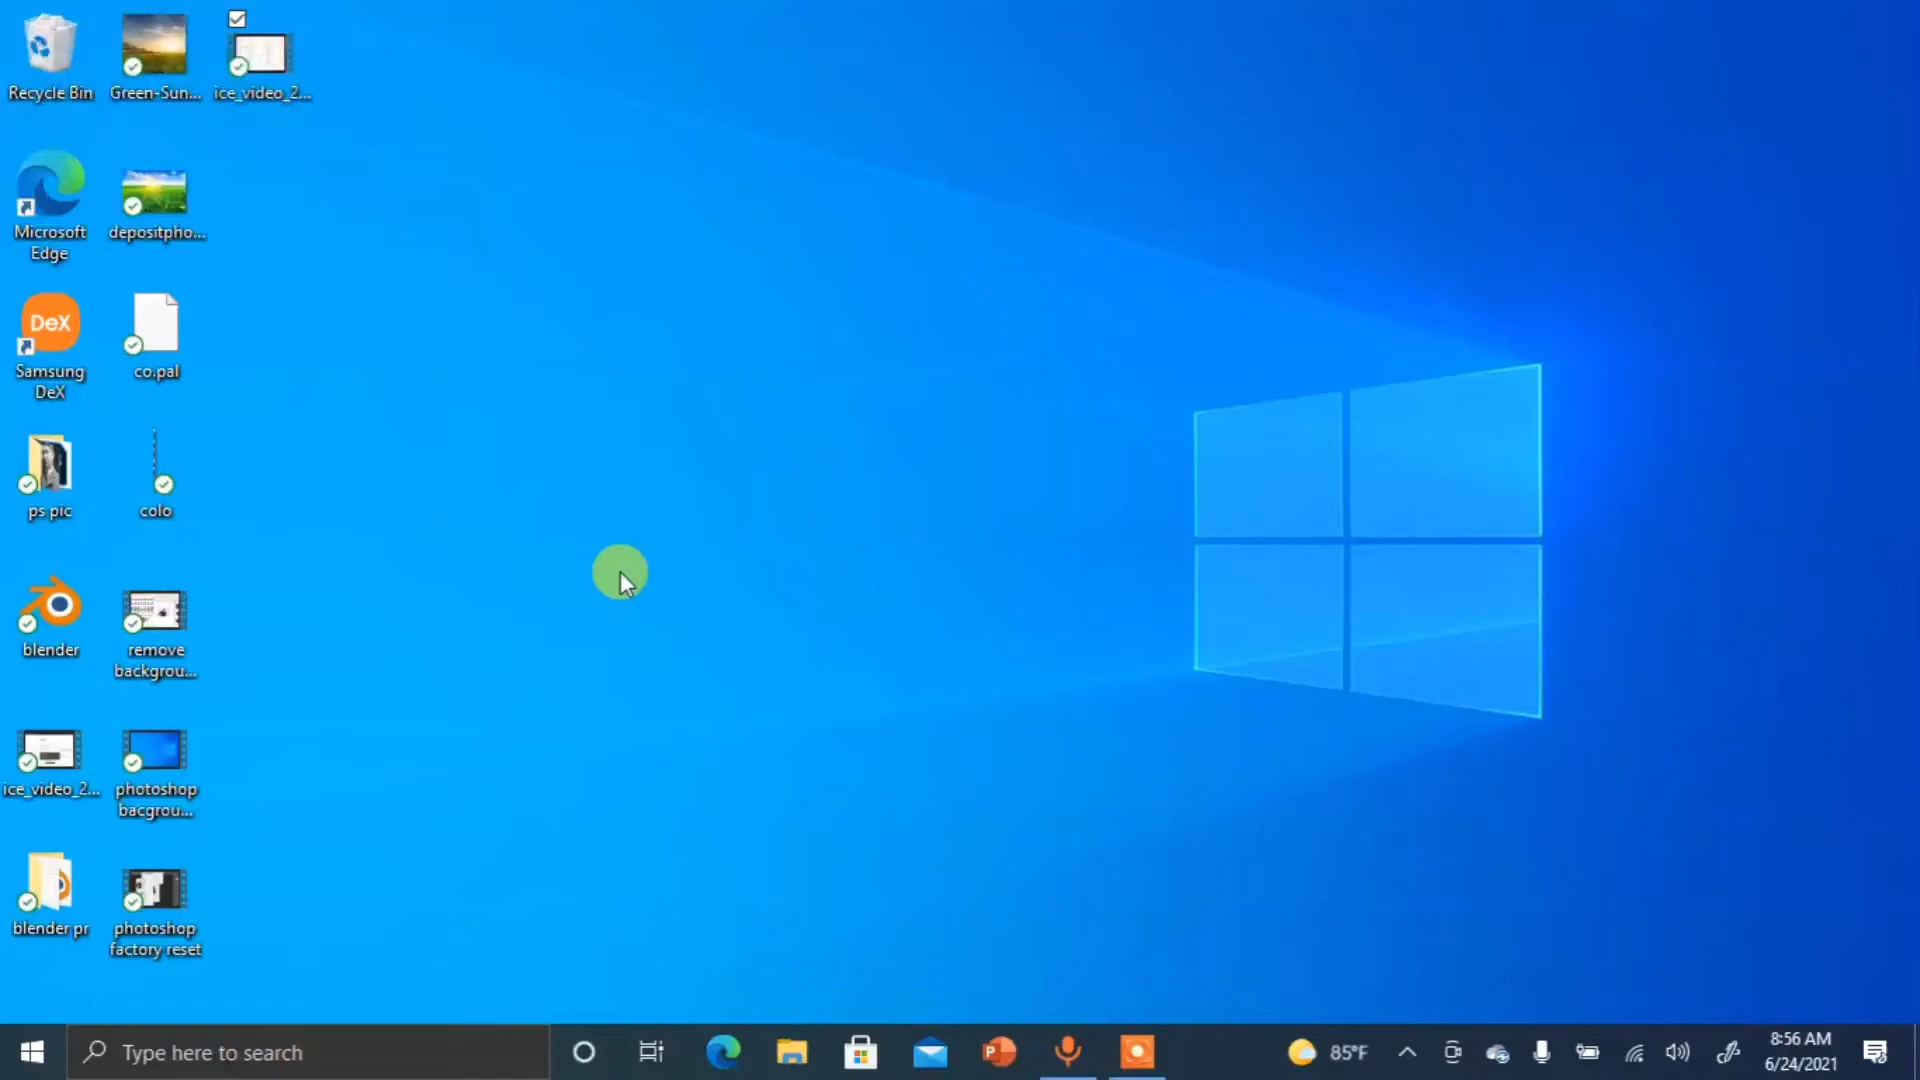 Recycle Bin
Green-Sun...
ice_video_2...
Microsoft
Edge
depositpho...
DeX
Samsung
DeX
co.pal
ps pic
colo
blender
remove
backgrou...
ice_video_2...
photoshop
bacgrou...
blender pr
photoshop
factory reset
Type here to search
P
85°F
8:56 AM
6/24/2021